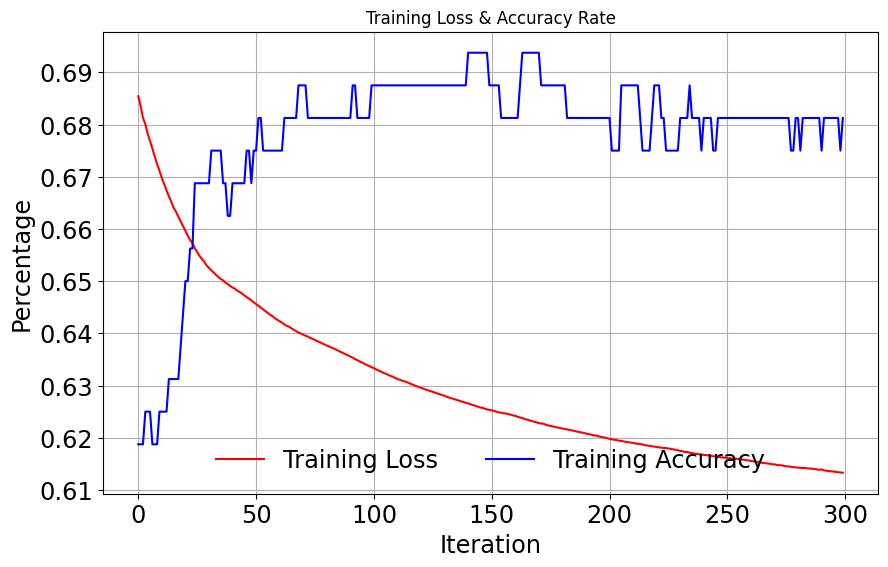 Training Loss & Accuracy Rate
Percentage
0.69
0.68
0.67
0.66
0.65
0.64
0.63
0.62
0.61
Training Loss
Training Accuracy
0 50 100 150 200 250 300
Iteration